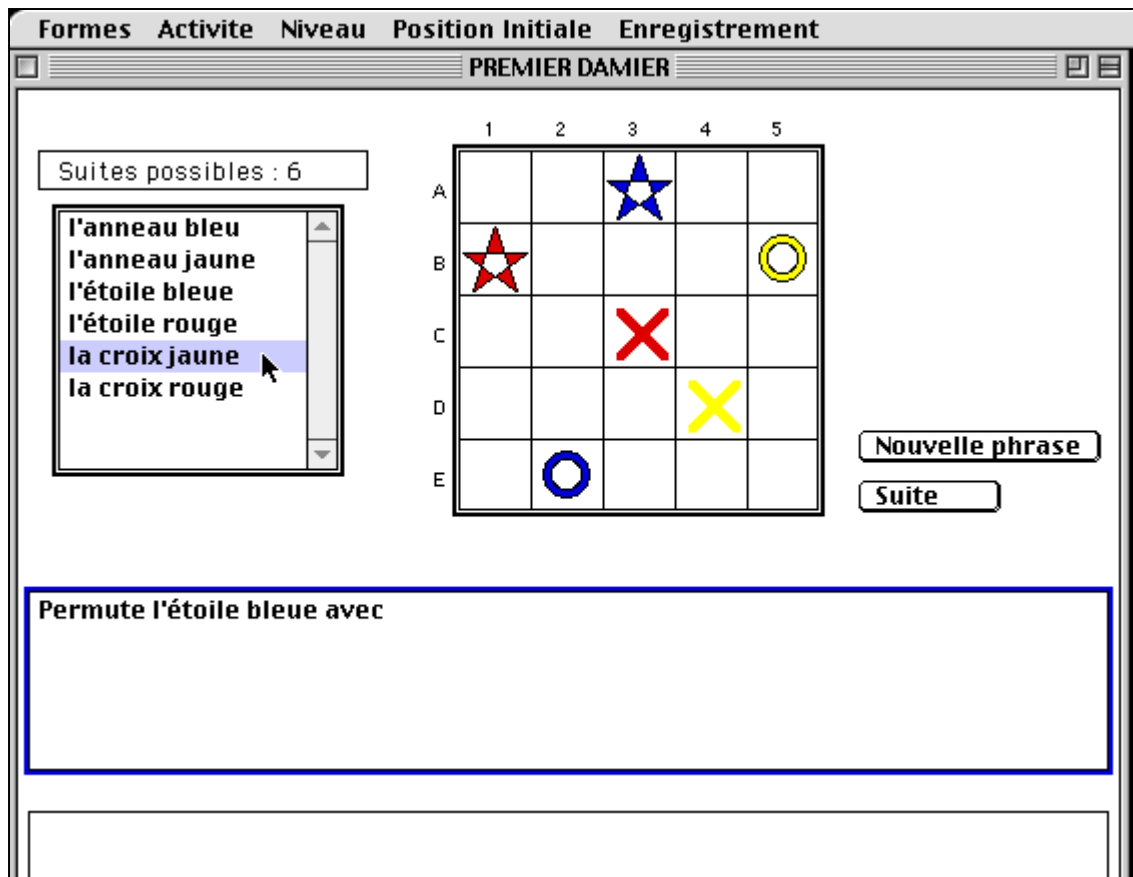 Formes Activite Niveau Position Initiale Enregistrement
PREMIER DAMIER
Suites possibles : 6
l'anneau bleu
l'anneau jaune
l'étoile bleue
l'étoile rouge
la croix jaune
la croix rouge
1 2 3 4 5
A
B
C
D
E
Nouvelle phrase
Suite
Permute l'étoile bleue avec